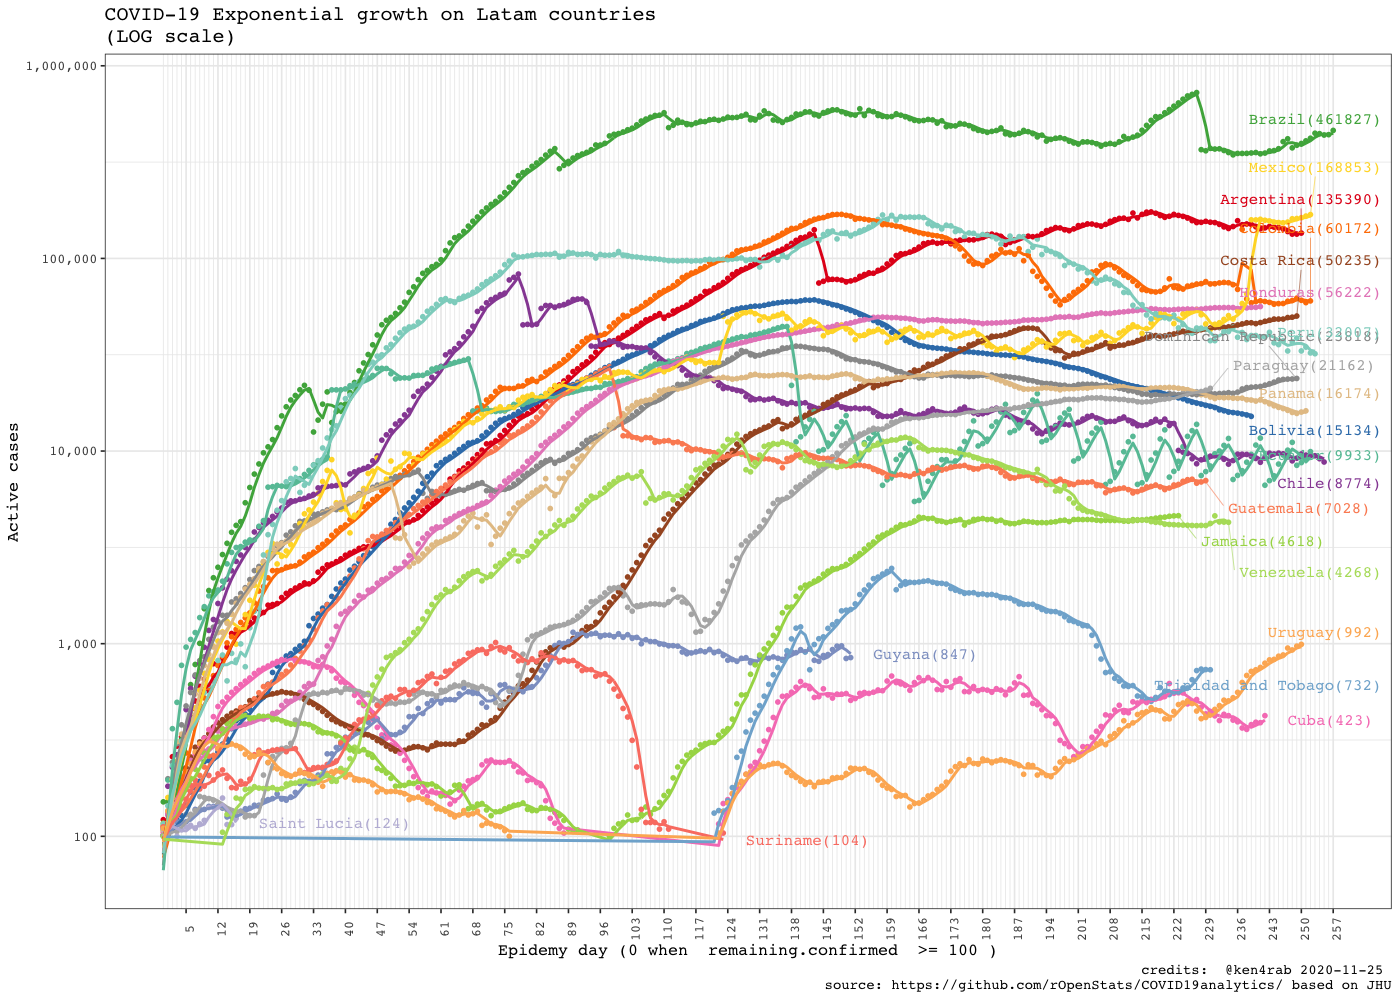 COVID-19 Exponential growth on Latam countries
(LOG scale)
1,000,000
100,000
10,000
1,000
100
Active cases
Brazil(461827)
Mexico(168853)
Argentina(135390)
Colombia(60172)
Costa Rica(50235)
Honduras(56222)
Dominican Republic(23818)
Paraguay(21162)
Panama(16174)
Bolivia(15134)
Chile(8774)
Guatemala(7028)
Jamaica(4618)
Venezuela(4268)
Uruguay(992)
Guyana(847)
Trinidad and Tobago(732)
Cuba(423)
Saint Lucia(124)
Suriname(104)
5 12 19 26 33 40 47 54 61 68 75 82 89 96 103 110 117 124 131 138 145 152 159 166 173 180 187 194 201 208 215 222 229 236 243 250 257
Epidemy day (0 when remaining.confirmed >= 100 )
credits: @ken4rab 2020-11-25
source: https://github.com/rOpenStats/COVID19analytics/ based on JHU